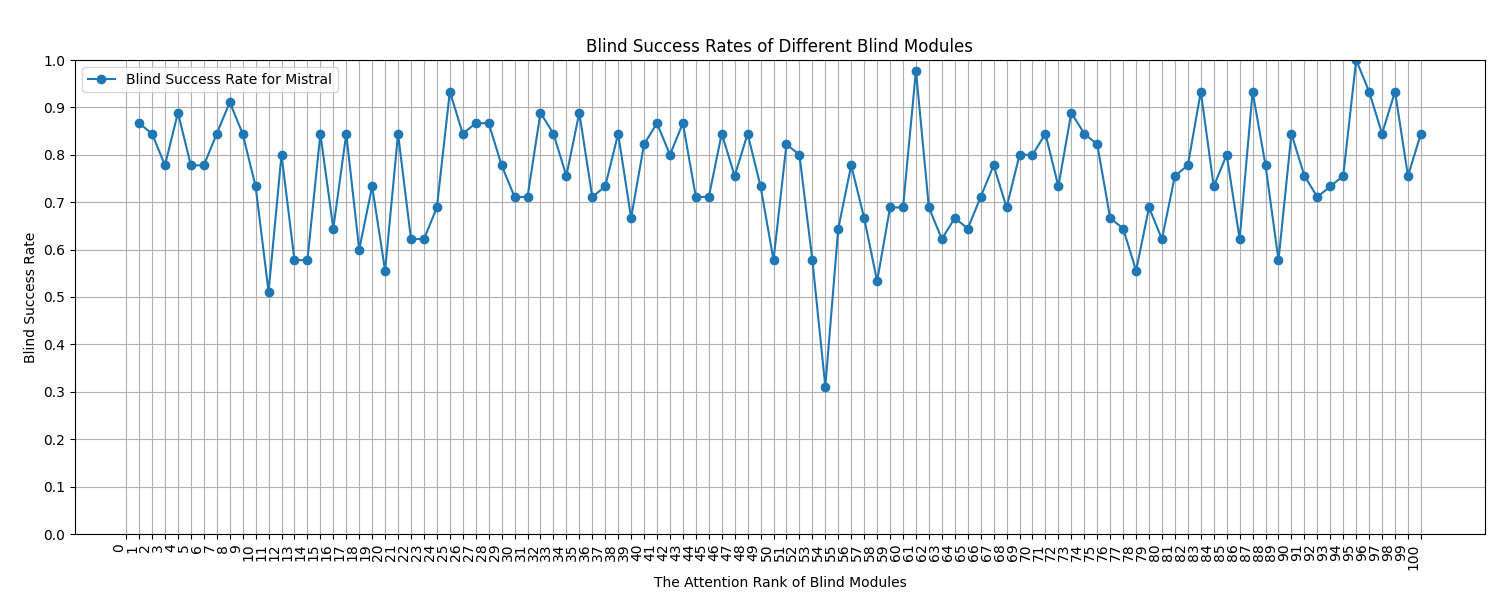 Blind Success Rates of Different Blind Modules
Blind Success Rate for Mistral
Blind Success Rate
1.0
0.9
0.8
0.7
0.6
0.5
0.4
0.3
0.2
0.1
0.0
0 1 2 3 4 5 6 7 8 9 10 11 12 13 14 15 16 17 18 19 20 21 22 23 24 25 26 27 28 29 30 31 32 33 34 35 36 37 38 39 40 41 42 43 44 45 46 47 48 49 50 51 52 53 54 55 56 57 58 59 60 61 62 63 64 65 66 67 68 69 70 71 72 73 74 75 76 77 78 79 80 81 82 83 84 85 86 87 88 89 90 91 92 93 94 95 96 97 98 99 100
The Attention Rank of Blind Modules